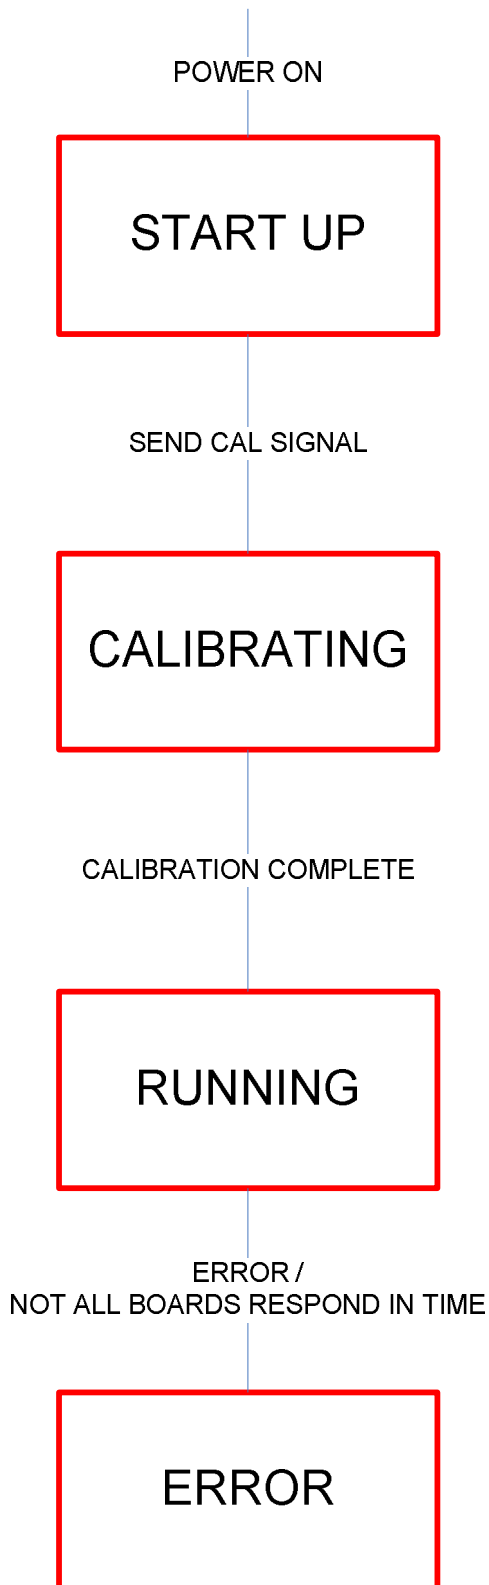 POWER ON
START UP
SEND CAL SIGNAL
CALIBRATING
CALIBRATION COMPLETE
RUNNING
ERROR /
NOT ALL BOARDS RESPOND IN TIME
ERROR